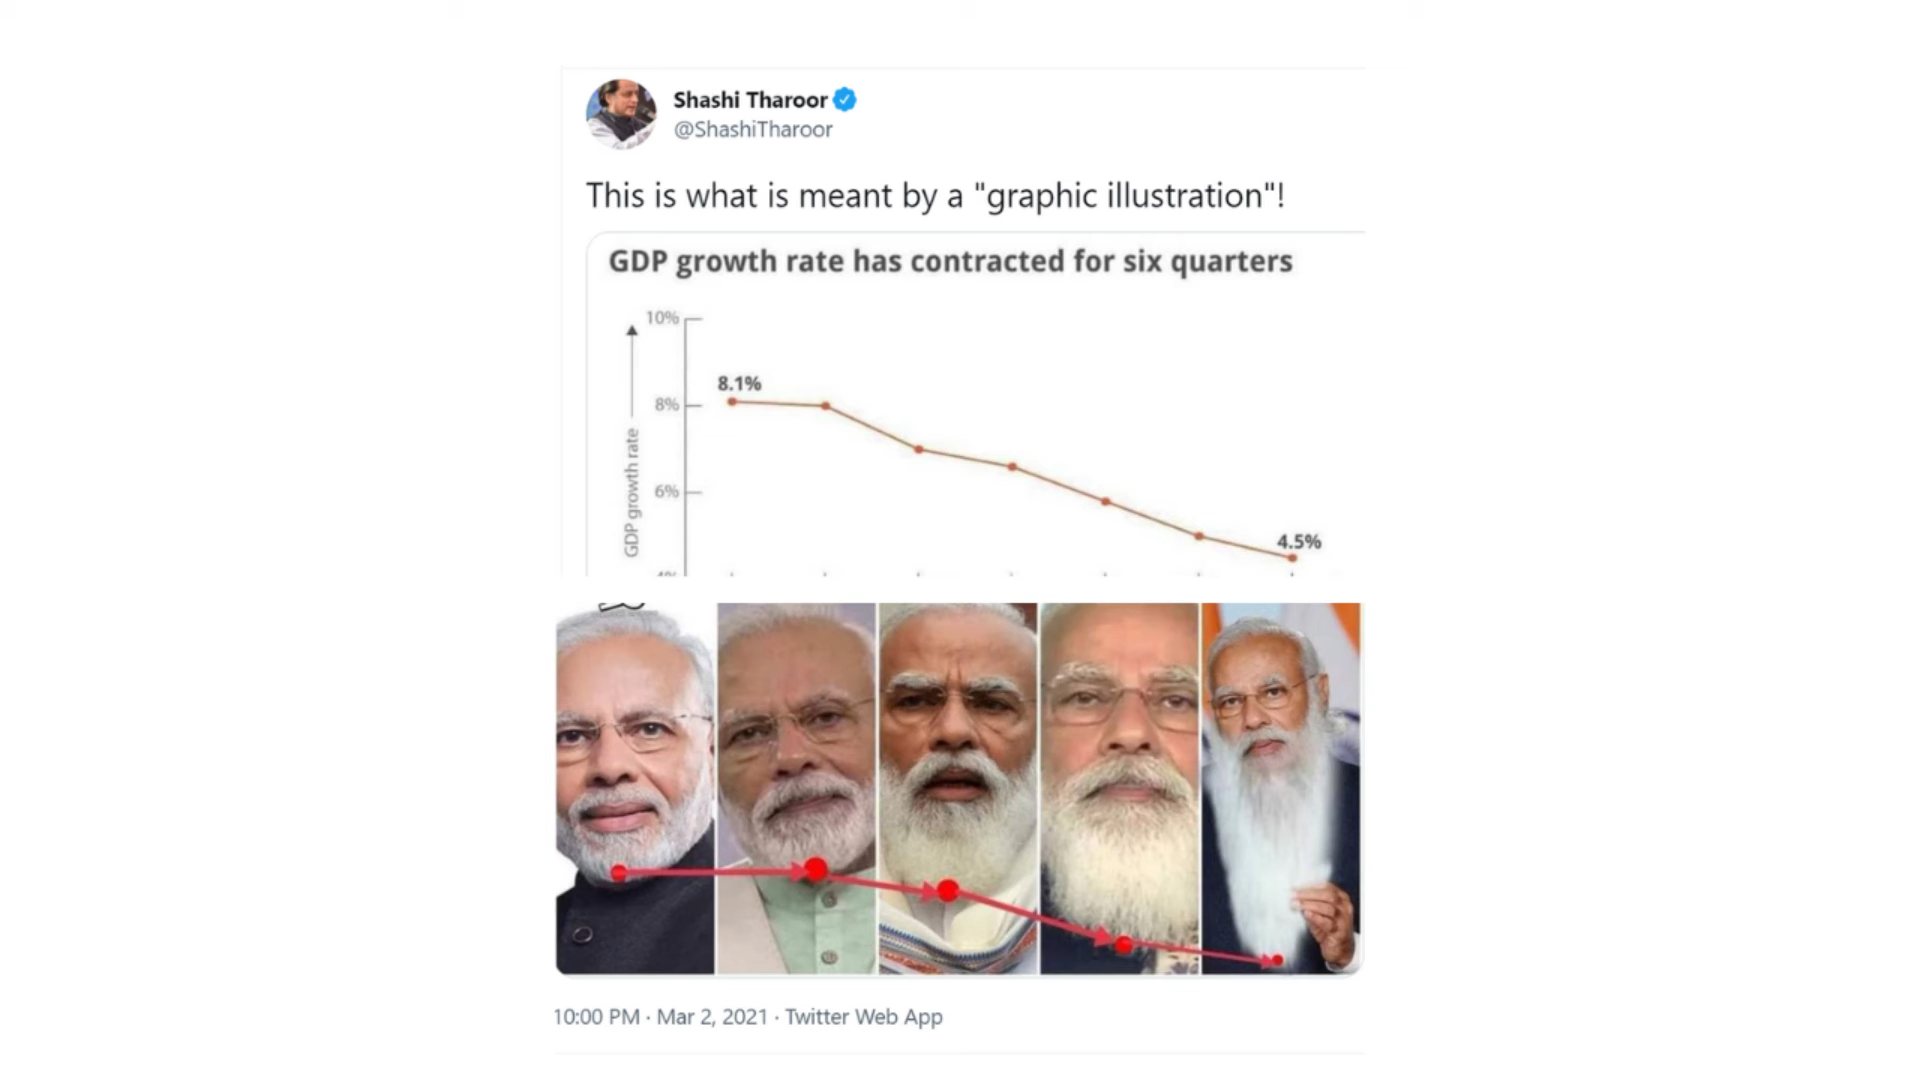 Shashi Tharoor
@ShashiTharoor
This is what is meant by a "graphic illustration"!
GDP growth rate has contracted for six quarters
10%
8.1%
8%
GDP growth rate
6%
4.5%
4%
10:00 PM · Mar 2, 2021 · Twitter Web App